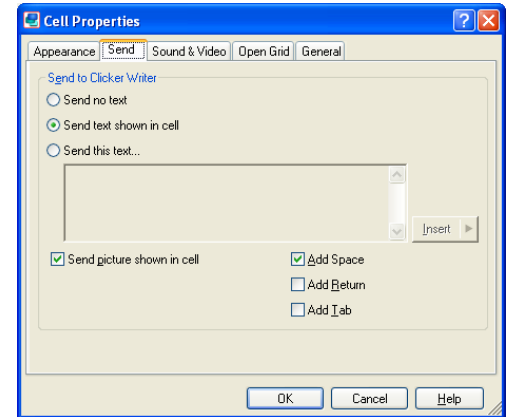 Cell Properties
Appearance Send Sound & Video Open Grid General
Send to Clicker Writer
Send no text
Send text shown in cell
Send this text...
Insert
Send picture shown in cell Add Space
Add Return
Add Tab
OK Cancel Help